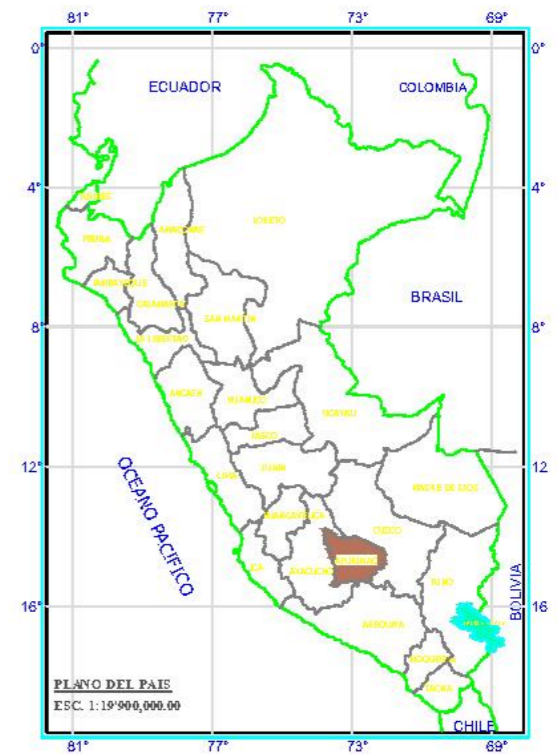 81° 77° 73° 69°
0° 0°
ECUADOR COLOMBIA
4° 4°
TUMBES
PIURA AMAZONAS LORETO
LAMBAYEQUE
CAJAMARCA
BRASIL
SAN MARTIN
8° 8°
LA LIBERTAD
ANCASH
HUANUCO
UCAYALI
PASCO
12° 12°
LIMA JUNIN
MADRE DE DIOS
OCEANO PACIFICO
HUANCAVELICA
CUSCO
ICA AYACUCHO APURIMAC
PUNO
BOLIVIA
16° 16°
AREQUIPA
MOQUEGUA
TACNA
PLANO DEL PAIS
ESC. 1:19'900,000.00
CHILE
81° 77° 73° 69°